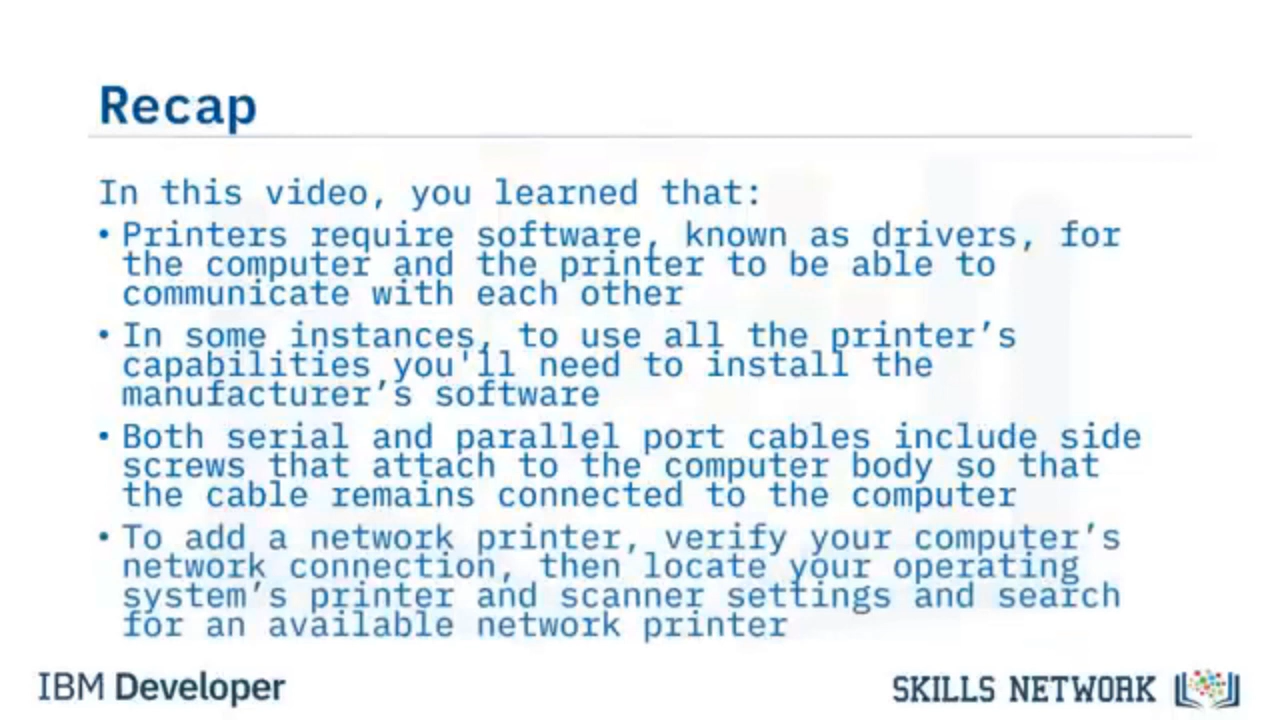 Recap
In this video, you learned that:
• Printers require software, known as drivers, for
the computer and the printer to be able to
communicate with each other
• In some instances, to use all the printer’s
capabilities you'll need to install the
manufacturer’s software
• Both serial and parallel port cables include side
screws that attach to the computer body so that
the cable remains connected to the computer
• To add a network printer, verify your computer’s
network connection, then locate your operating
system’s printer and scanner settings and search
for an available network printer
IBM Developer
SKILLS NETWORK